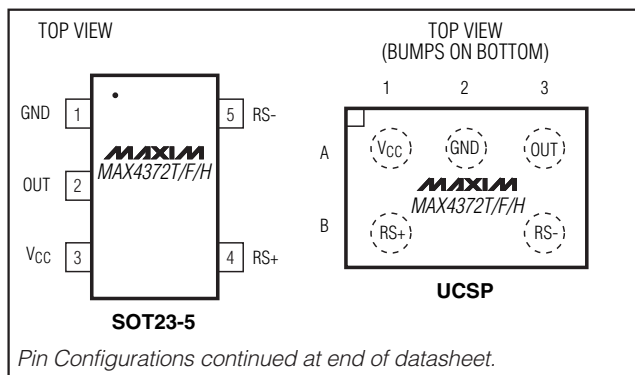 TOP VIEW
GND 1
5 RS-
MAXIM
MAX4372T/F/H
OUT 2
VCC 3
4 RS+
SOT23-5
TOP VIEW
(BUMPS ON BOTTOM)
1 2 3
A
VCC GND OUT
MAXIM
MAX4372T/F/H
B
RS+ RS-
UCSP
Pin Configurations continued at end of datasheet.